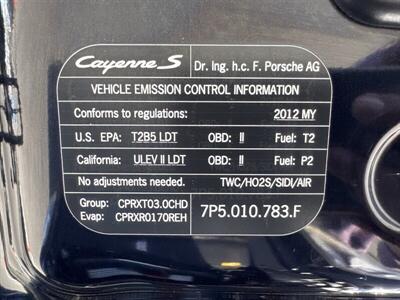 Cayenne S Dr. Ing. h.c. F. Porsche AG
VEHICLE EMISSION CONTROL INFORMATION
Conforms to regulations: 2012 MY
U.S. EPA: T2B5 LDT OBD: II Fuel: T2
California: ULEV II LDT OBD: II Fuel: P2
No adjustments needed. TWC/HO2S/SIDI/AIR
Group: CPRXT03.0CHD
Evap: CPRXR0170REH 7P5.010.783.F